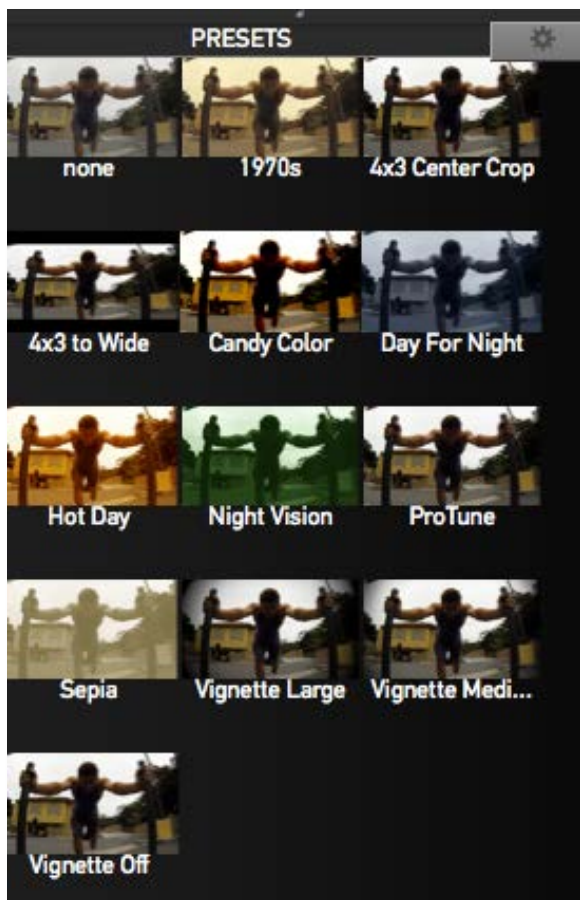 PRESETS
none 1970s 4x3 Center Crop
4x3 to Wide Candy Color Day For Night
Hot Day Night Vision ProTune
Sepia Vignette Large Vignette Medi...
Vignette Off